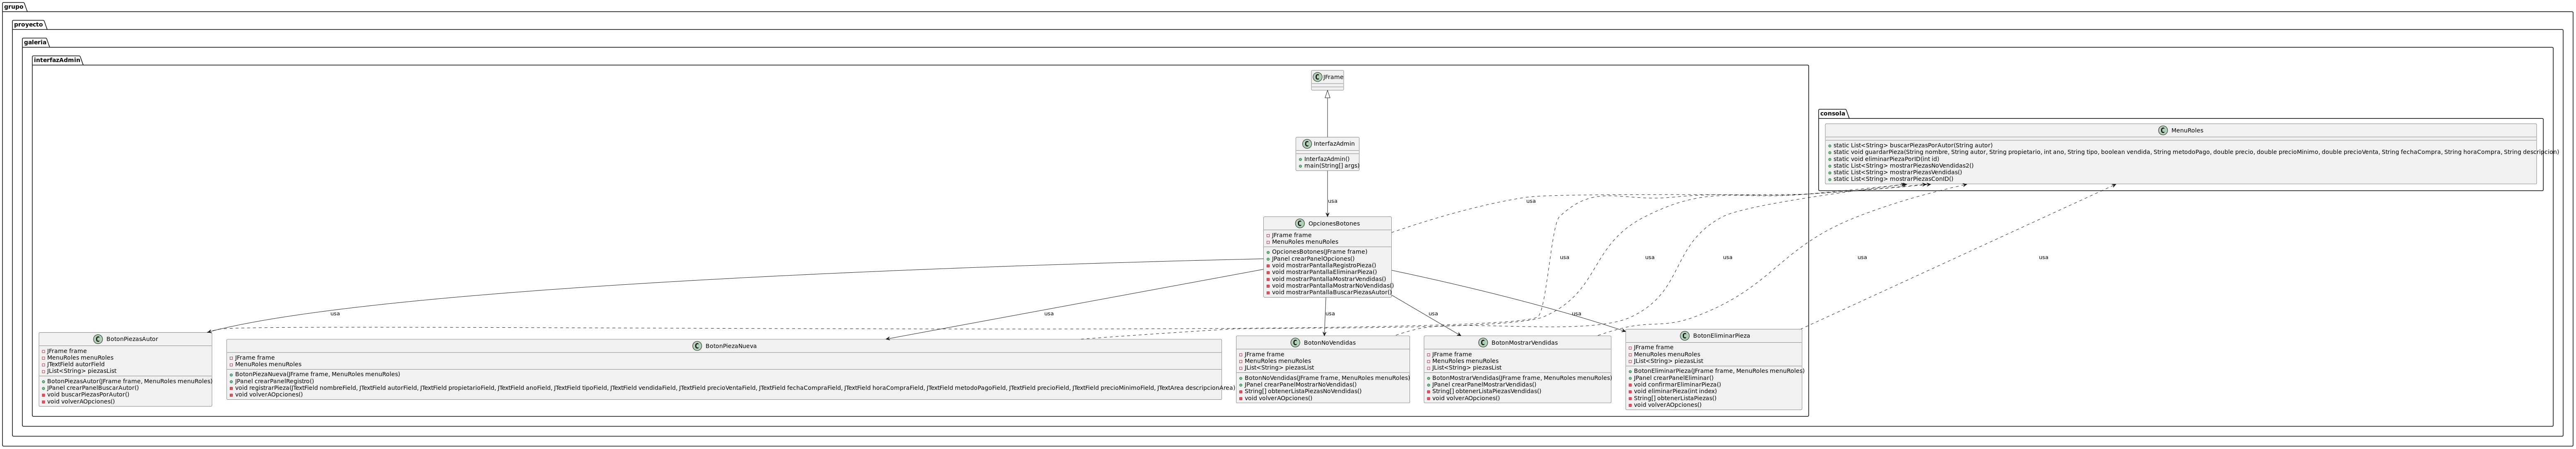 grupo
proyecto
galeria
interfazAdmin
JFrame
InterfazAdmin
InterfazAdmin()
main(String[] args)
consola
MenuRoles
static List<String> buscarPiezasPorAutor(String autor)
static void guardarPieza(String nombre, String autor, String propietario, int ano, String tipo, boolean vendida, String metodoPago, double precio, double precioMinimo, double precioVenta, String fechaCompra, String horaCompra, String descripcion)
static void eliminarPiezaPorID(int id)
static List<String> mostrarPiezasNoVendidas2()
static List<String> mostrarPiezasVendidas()
static List<String> mostrarPiezasConID()
usa
usa
OpcionesBotones
JFrame frame
MenuRoles menuRoles
OpcionesBotones(JFrame frame)
JPanel crearPanelOpciones()
void mostrarPantallaRegistroPieza()
void mostrarPantallaEliminarPieza()
void mostrarPantallaMostrarVendidas()
void mostrarPantallaMostrarNoVendidas()
void mostrarPantallaBuscarPiezasAutor()
usa
usa
usa
usa
usa
usa
usa
usa
usa
usa
BotonPiezasAutor
JFrame frame
MenuRoles menuRoles
JTextField autorField
JList<String> piezasList
BotonPiezasAutor(JFrame frame, MenuRoles menuRoles)
JPanel crearPanelBuscarAutor()
void buscarPiezasPorAutor()
void volverAOpciones()
BotonPiezaNueva
JFrame frame
MenuRoles menuRoles
BotonPiezaNueva(JFrame frame, MenuRoles menuRoles)
JPanel crearPanelRegistro()
void registrarPieza(JTextField nombreField, JTextField autorField, JTextField propietarioField, JTextField anoField, JTextField tipoField, JTextField vendidaField, JTextField precioVentaField, JTextField fechaCompraField, JTextField horaCompraField, JTextField metodoPagoField, JTextField precioField, JTextField precioMinimoField, JTextArea descripcionArea)
void volverAOpciones()
BotonNoVendidas
JFrame frame
MenuRoles menuRoles
JList<String> piezasList
BotonNoVendidas(JFrame frame, MenuRoles menuRoles)
JPanel crearPanelMostrarNoVendidas()
String[] obtenerListaPiezasNoVendidas()
void volverAOpciones()
BotonMostrarVendidas
JFrame frame
MenuRoles menuRoles
JList<String> piezasList
BotonMostrarVendidas(JFrame frame, MenuRoles menuRoles)
JPanel crearPanelMostrarVendidas()
String[] obtenerListaPiezasVendidas()
void volverAOpciones()
BotonEliminarPieza
JFrame frame
MenuRoles menuRoles
JList<String> piezasList
BotonEliminarPieza(JFrame frame, MenuRoles menuRoles)
JPanel crearPanelEliminar()
void confirmarEliminarPieza()
void eliminarPieza(int index)
String[] obtenerListaPiezas()
void volverAOpciones()